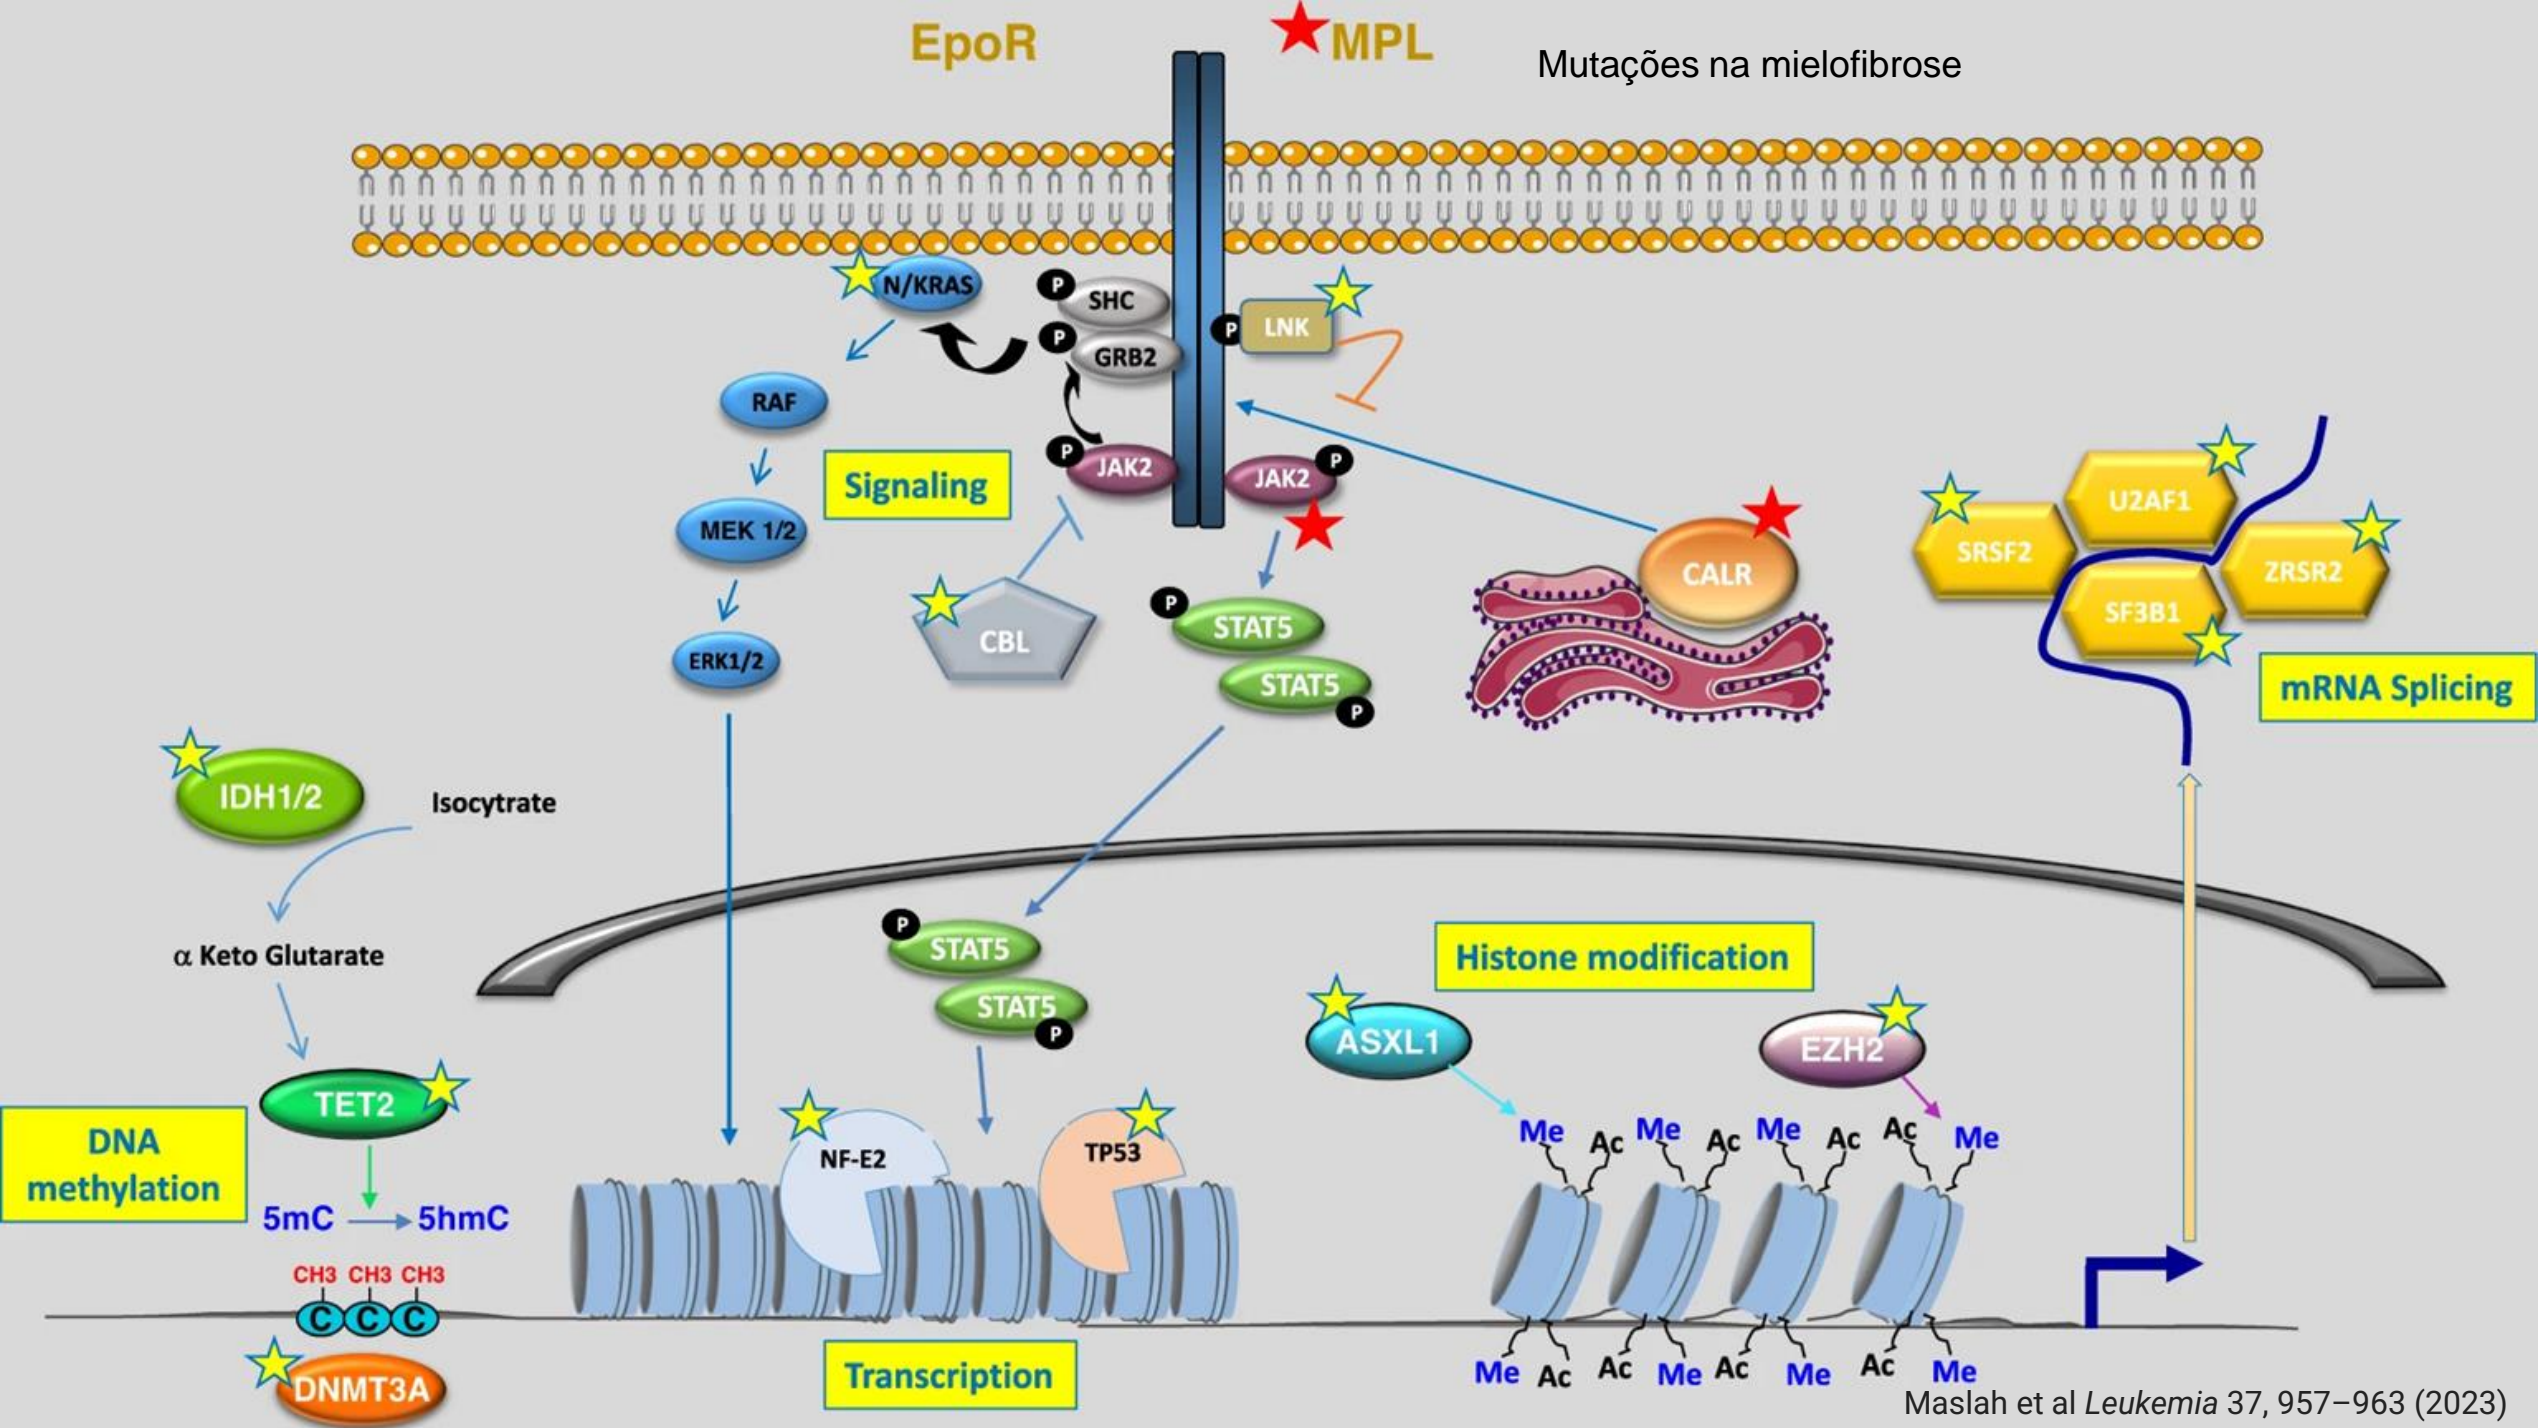 EpoR
MPL
Mutações na mielofibrose
N/KRAS
P
SHC
P
GRB2
P
LNK
RAF
Signaling
P
JAK2
JAK2
P
MEK 1/2
ERK1/2
CBL
P
STAT5
STAT5
P
CALR
U2AF1
SRSF2
ZRSR2
SF3B1
mRNA Splicing
IDH1/2
Isocytrate
α Keto Glutarate
P
STAT5
STAT5
P
Histone modification
ASXL1
EZH2
TET2
DNA
methylation
5mC
5hmC
NF-E2
TP53
Me Ac Me Ac Me Ac Ac Me
CH3 CH3 CH3
C C C
DNMT3A
Transcription
Me Ac Ac Me Ac Me Ac Me
Maslah et al Leukemia 37, 957–963 (2023)